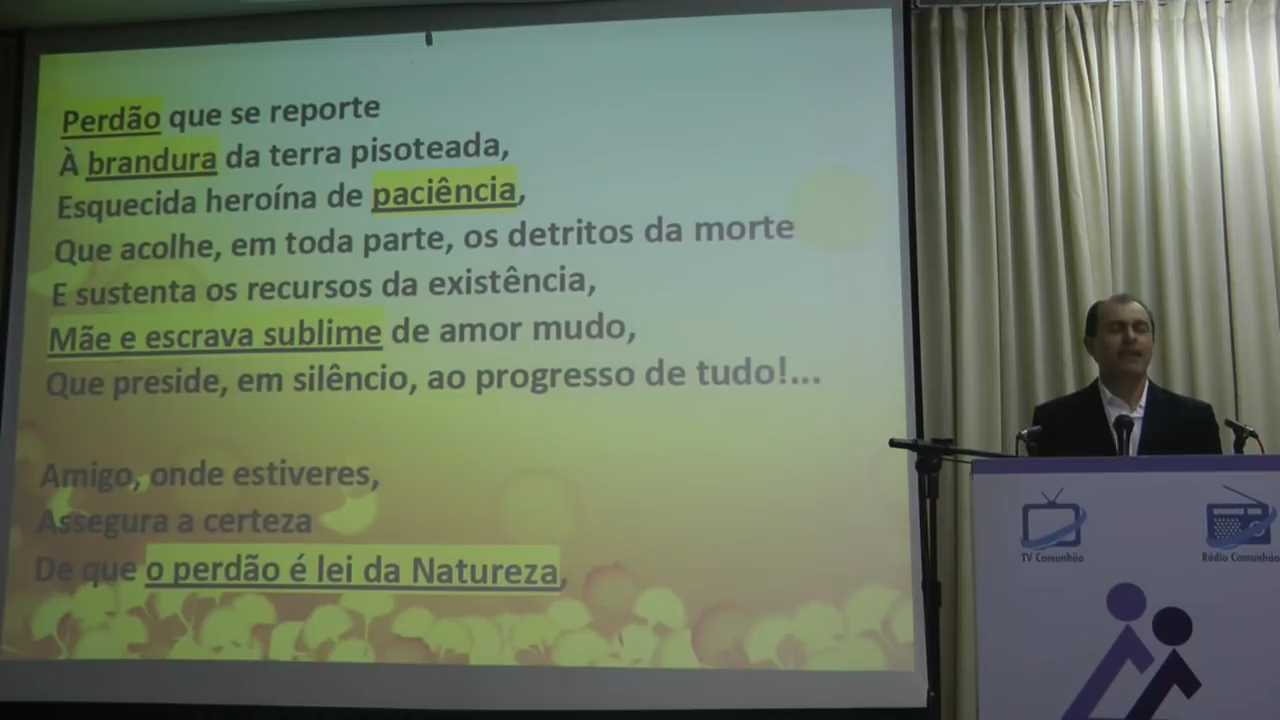 Perdão que se reporte
À brandura da terra pisoteada,
Esquecida heroína de paciência,
Que acolhe, em toda parte, os detritos da morte
E sustenta os recursos da existência,
Mãe e escrava sublime de amor mudo,
Que preside, em silêncio, ao progresso de tudo!...
Amigo, onde estiveres,
Assegura a certeza
De que o perdão é lei da Natureza,
TV Comunhão
Rádio Comunhão